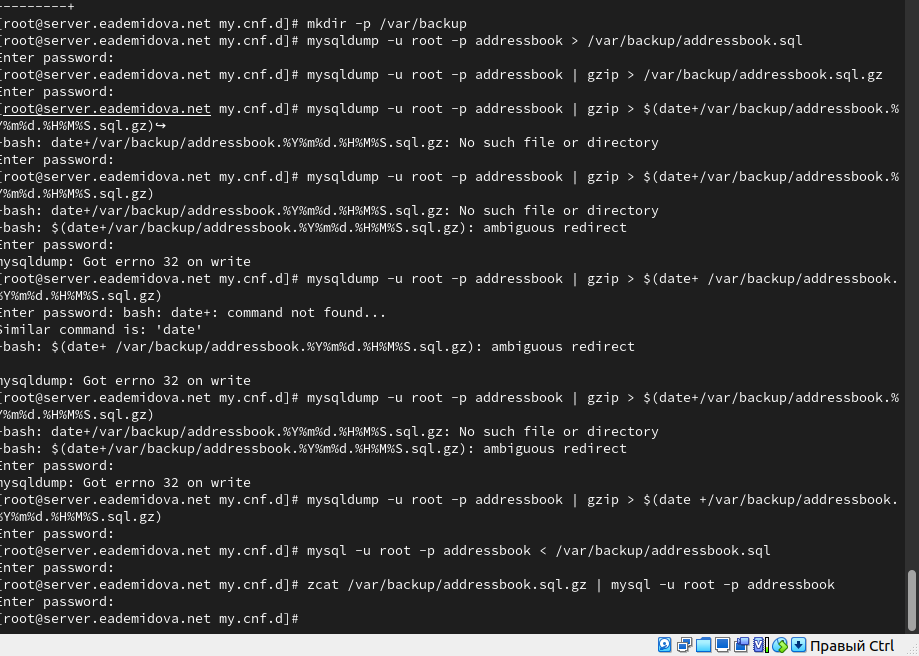 ---------+
[root@server.eademidova.net my.cnf.d]# mkdir -p /var/backup
[root@server.eademidova.net my.cnf.d]# mysqldump -u root -p addressbook > /var/backup/addressbook.sql
Enter password:
[root@server.eademidova.net my.cnf.d]# mysqldump -u root -p addressbook | gzip > /var/backup/addressbook.sql.gz
Enter password:
[root@server.eademidova.net my.cnf.d]# mysqldump -u root -p addressbook | gzip > $(date+/var/backup/addressbook.%
Y%m%d.%H%M%S.sql.gz)↪
-bash: date+/var/backup/addressbook.%Y%m%d.%H%M%S.sql.gz: No such file or directory
Enter password:
[root@server.eademidova.net my.cnf.d]# mysqldump -u root -p addressbook | gzip > $(date+/var/backup/addressbook.%
Y%m%d.%H%M%S.sql.gz)
-bash: date+/var/backup/addressbook.%Y%m%d.%H%M%S.sql.gz: No such file or directory
-bash: $(date+/var/backup/addressbook.%Y%m%d.%H%M%S.sql.gz): ambiguous redirect
Enter password:
mysqldump: Got errno 32 on write
[root@server.eademidova.net my.cnf.d]# mysqldump -u root -p addressbook | gzip > $(date+ /var/backup/addressbook.
%Y%m%d.%H%M%S.sql.gz)
Enter password: bash: date+: command not found...
Similar command is: 'date'
-bash: $(date+ /var/backup/addressbook.%Y%m%d.%H%M%S.sql.gz): ambiguous redirect
mysqldump: Got errno 32 on write
[root@server.eademidova.net my.cnf.d]# mysqldump -u root -p addressbook | gzip > $(date+/var/backup/addressbook.%
Y%m%d.%H%M%S.sql.gz)
-bash: date+/var/backup/addressbook.%Y%m%d.%H%M%S.sql.gz: No such file or directory
-bash: $(date+/var/backup/addressbook.%Y%m%d.%H%M%S.sql.gz): ambiguous redirect
Enter password:
mysqldump: Got errno 32 on write
[root@server.eademidova.net my.cnf.d]# mysqldump -u root -p addressbook | gzip > $(date +/var/backup/addressbook.
%Y%m%d.%H%M%S.sql.gz)
Enter password:
[root@server.eademidova.net my.cnf.d]# mysql -u root -p addressbook < /var/backup/addressbook.sql
Enter password:
[root@server.eademidova.net my.cnf.d]# zcat /var/backup/addressbook.sql.gz | mysql -u root -p addressbook
Enter password:
[root@server.eademidova.net my.cnf.d]#
Правый Ctrl